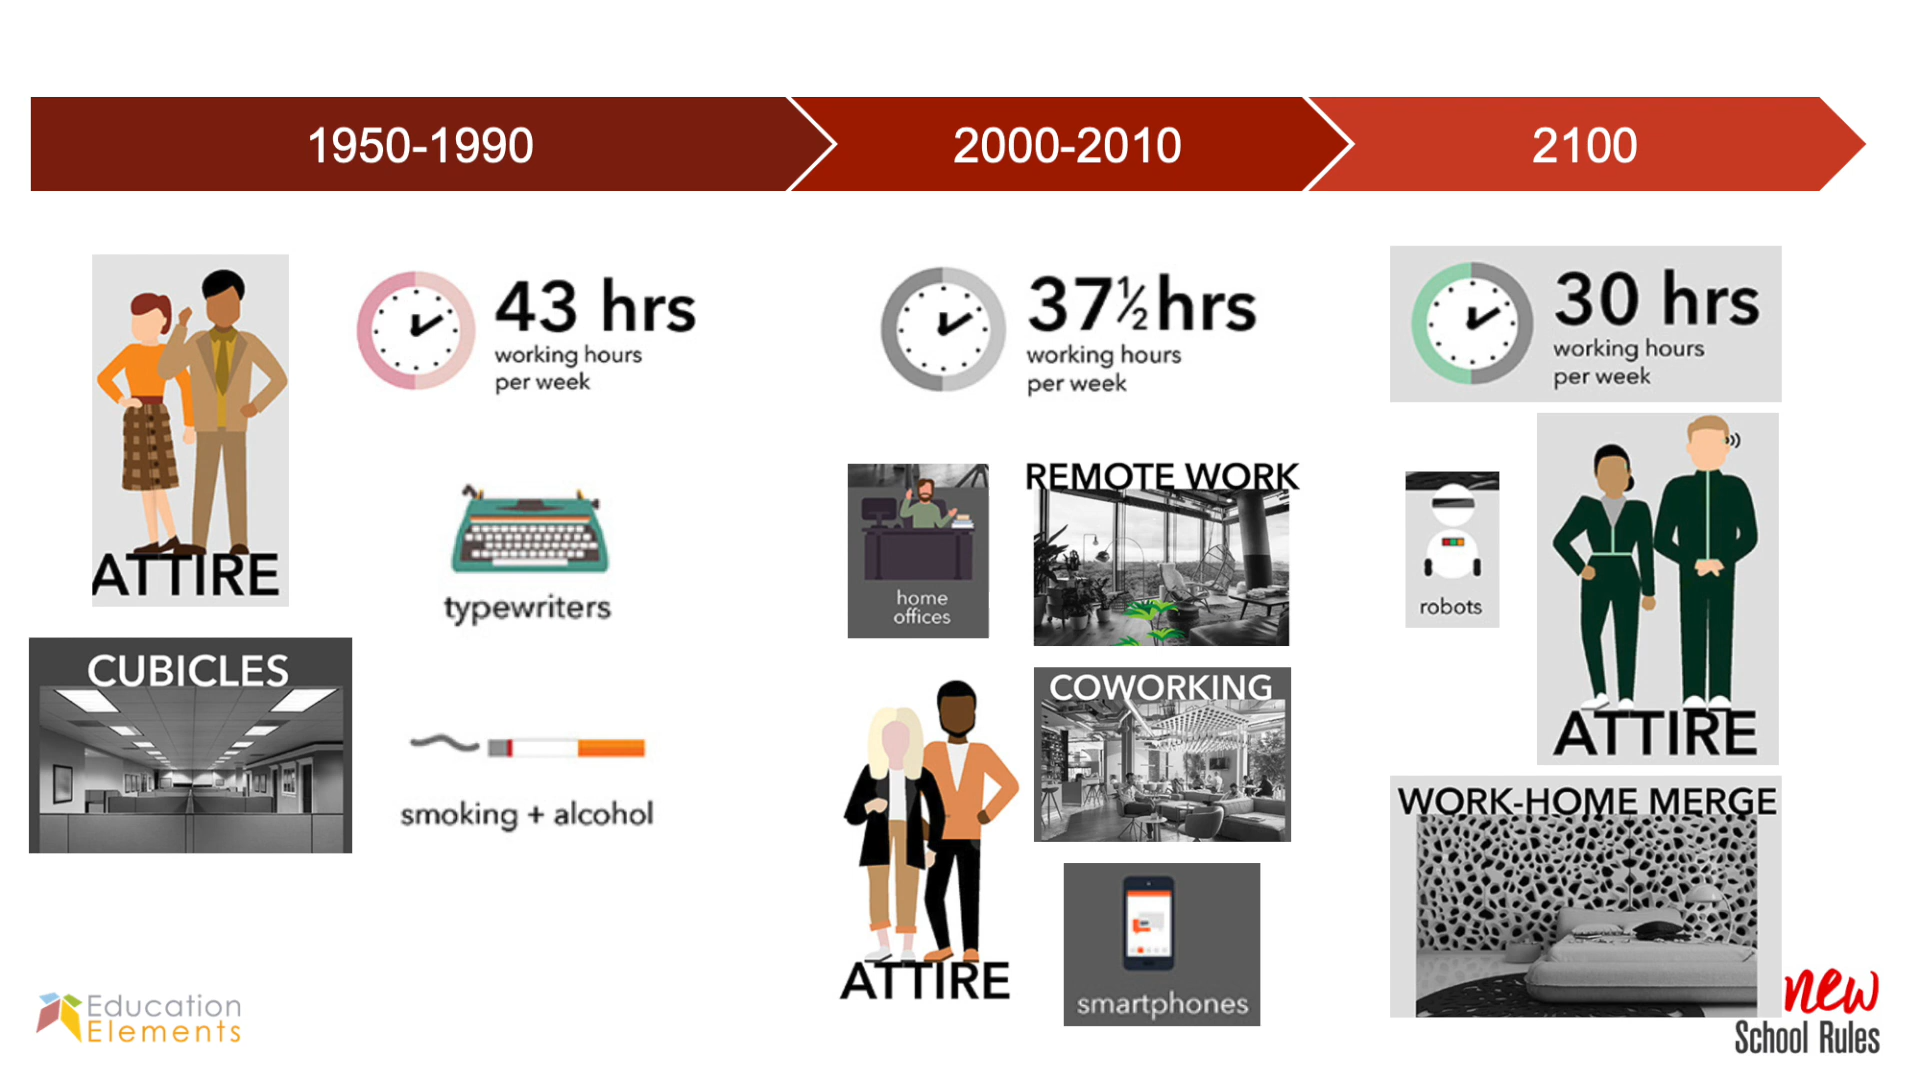 1950-1990
2000-2010
2100
43 hrs
working hours
per week
ATTIRE
typewriters
CUBICLES
smoking + alcohol
37½hrs
working hours
per week
home
offices
REMOTE WORK
COWORKING
ATTIRE
smartphones
30 hrs
working hours
per week
robots
ATTIRE
WORK-HOME MERGE
Education
Elements
new
School Rules